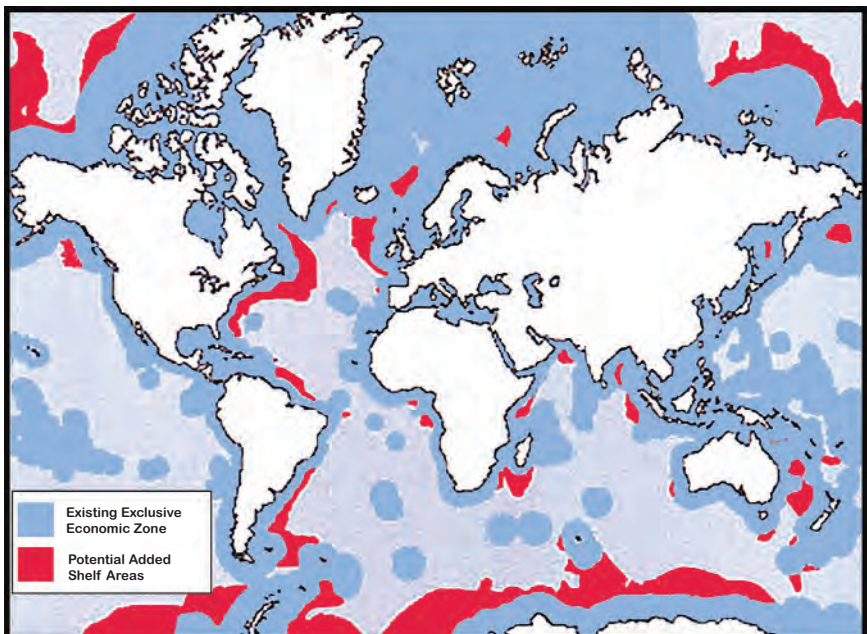 Existing Exclusive
Economic Zone
Potential Added
Shelf Areas